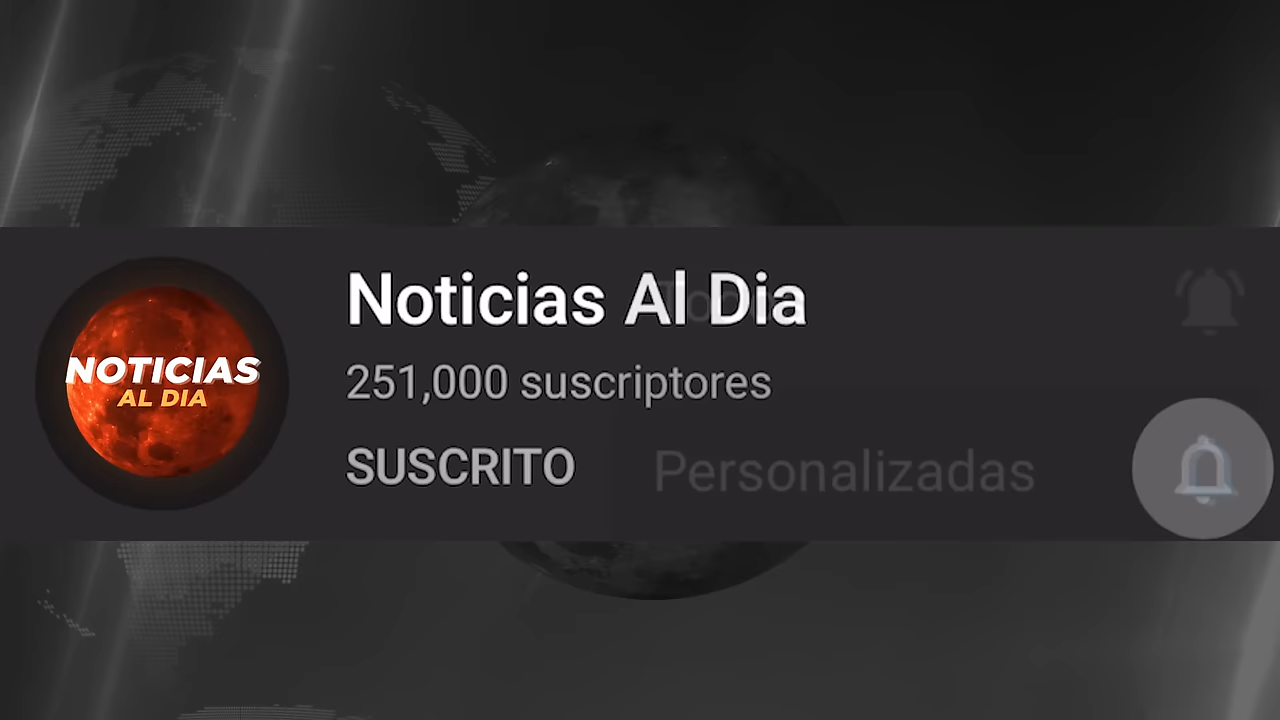 Noticias Al Dia
251,000 suscriptores
SUSCRITO
Personalizadas
NOTICIAS
AL DIA